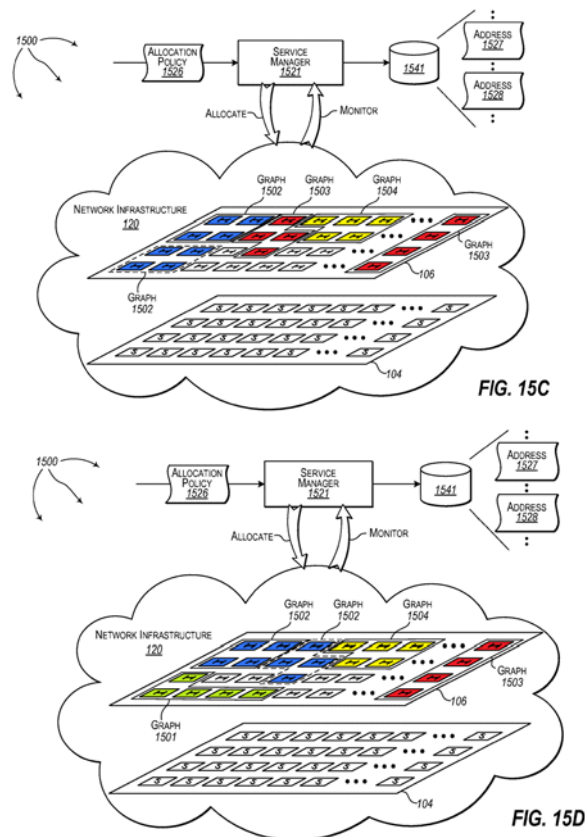 1500
ALLOCATION
POLICY
1526
SERVICE
MANAGER
1521
1541
ADDRESS
1527
ADDRESS
1528
ALLOCATE
MONITOR
GRAPH
1502
GRAPH
1503
GRAPH
1504
NETWORK INFRASTRUCTURE
120
GRAPH
1503
106
GRAPH
1502
S S S S S S S
S S S S S S S
S S S S S S S
S S S S S S S
104
FIG. 15C
1500
ALLOCATION
POLICY
1526
SERVICE
MANAGER
1521
1541
ADDRESS
1527
ADDRESS
1528
ALLOCATE
MONITOR
GRAPH
1502
GRAPH
1502
GRAPH
1504
NETWORK INFRASTRUCTURE
120
GRAPH
1503
106
GRAPH
1501
S S S S S S S
S S S S S S S
S S S S S S S
S S S S S S S
104
FIG. 15D